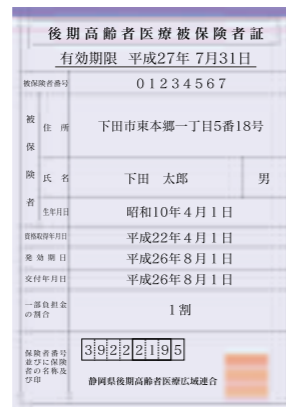 後期高齢者医療被保険者証
有効期限 平成27年 7月31日
被保険者番号 01234567
被保険者
住所 下田市東本郷一丁目5番18号
氏名 下田 太郎 男
生年月日 昭和10年4月1日
資格取得年月日 平成22年4月1日
発効期日 平成26年8月1日
交付年月日 平成26年8月1日
一部負担金
の割合 1割
保険者番号 39222195
並びに保険
者の名称及
び印 静岡県後期高齢者医療広域連合